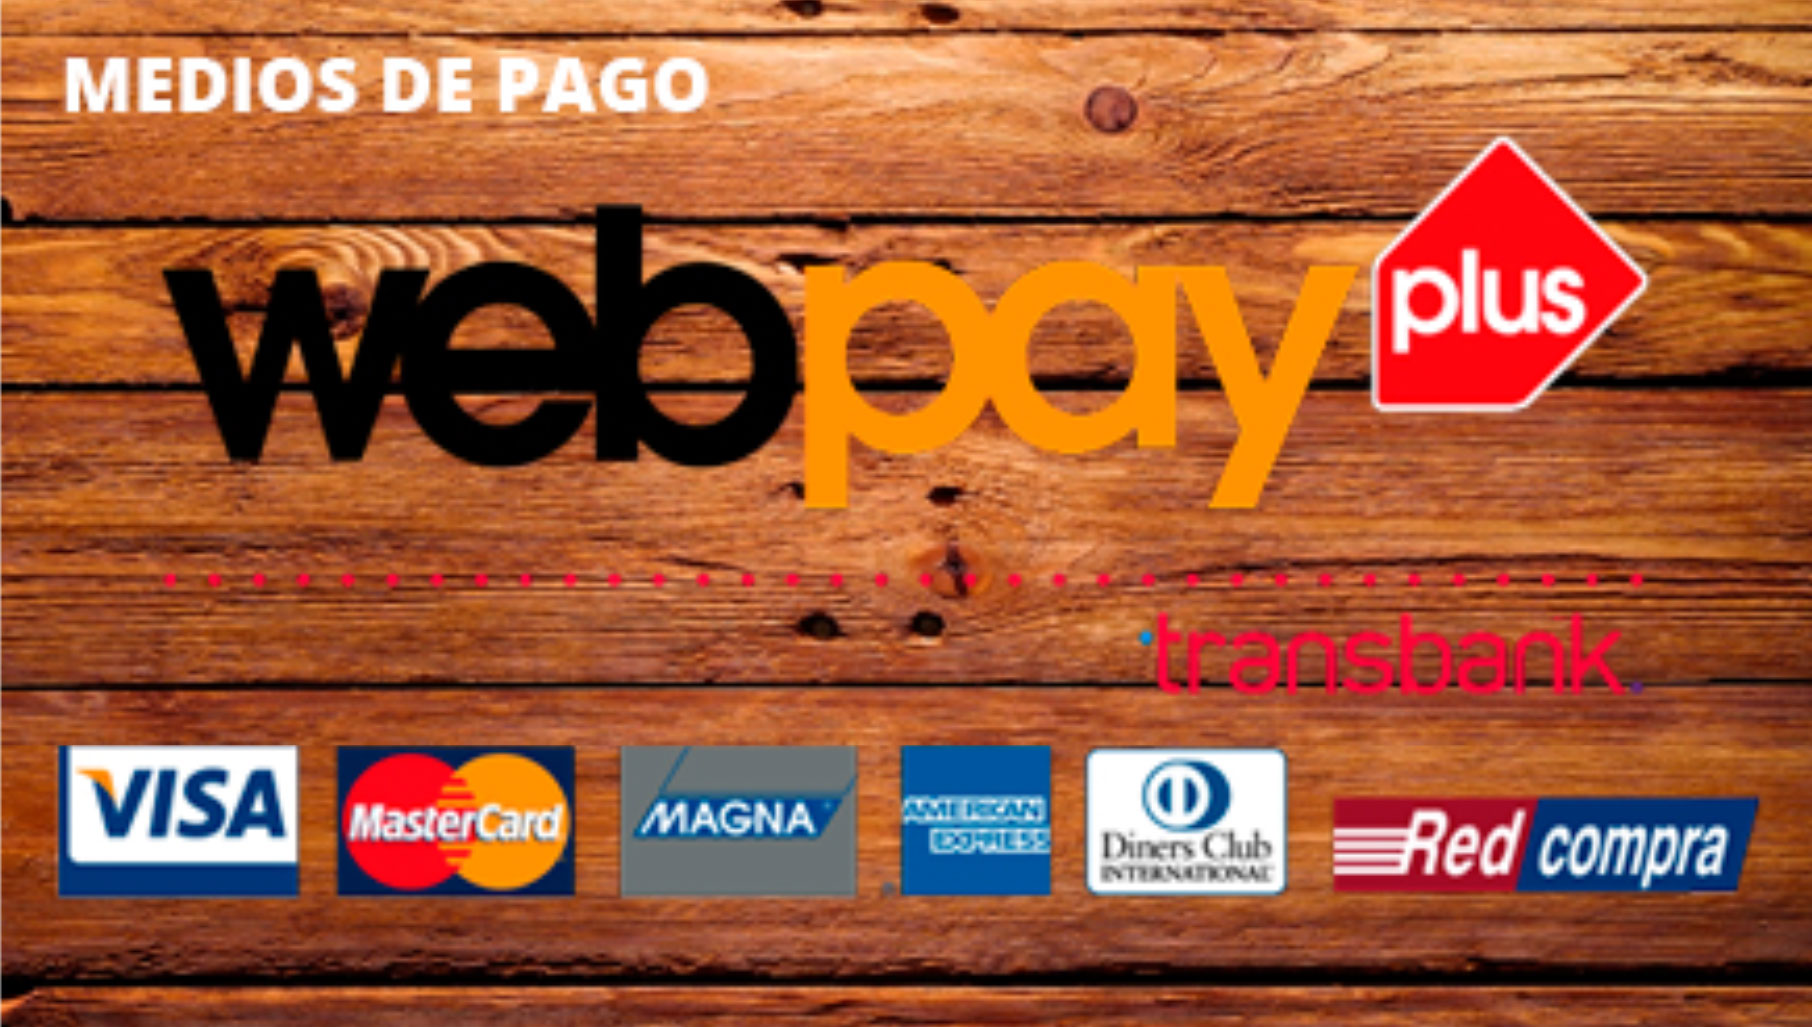 MEDIOS DE PAGO
webpay plus
transbank.
VISA MasterCard MAGNA AMERICAN EXPRESS Diners Club INTERNATIONAL Red compra